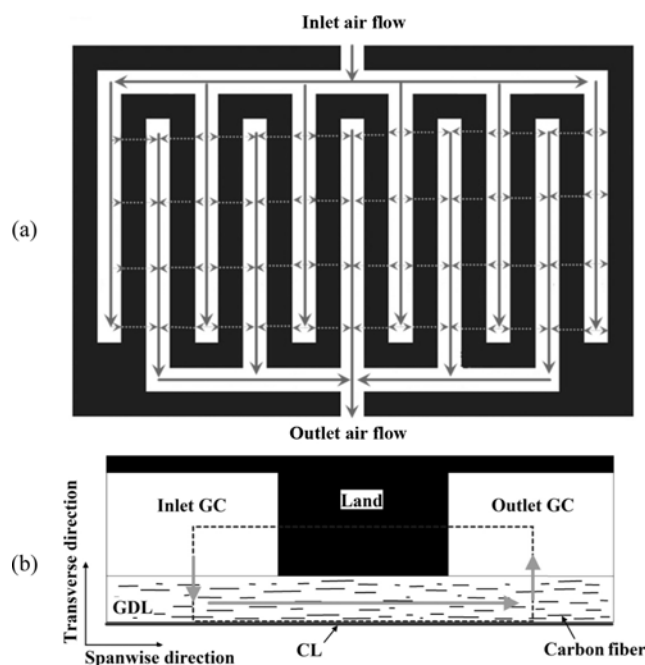 Inlet air flow
(a)
Outlet air flow
(b)
Transverse direction
Inlet GC
Land
Outlet GC
GDL
CL
Carbon fiber
Spanwise direction